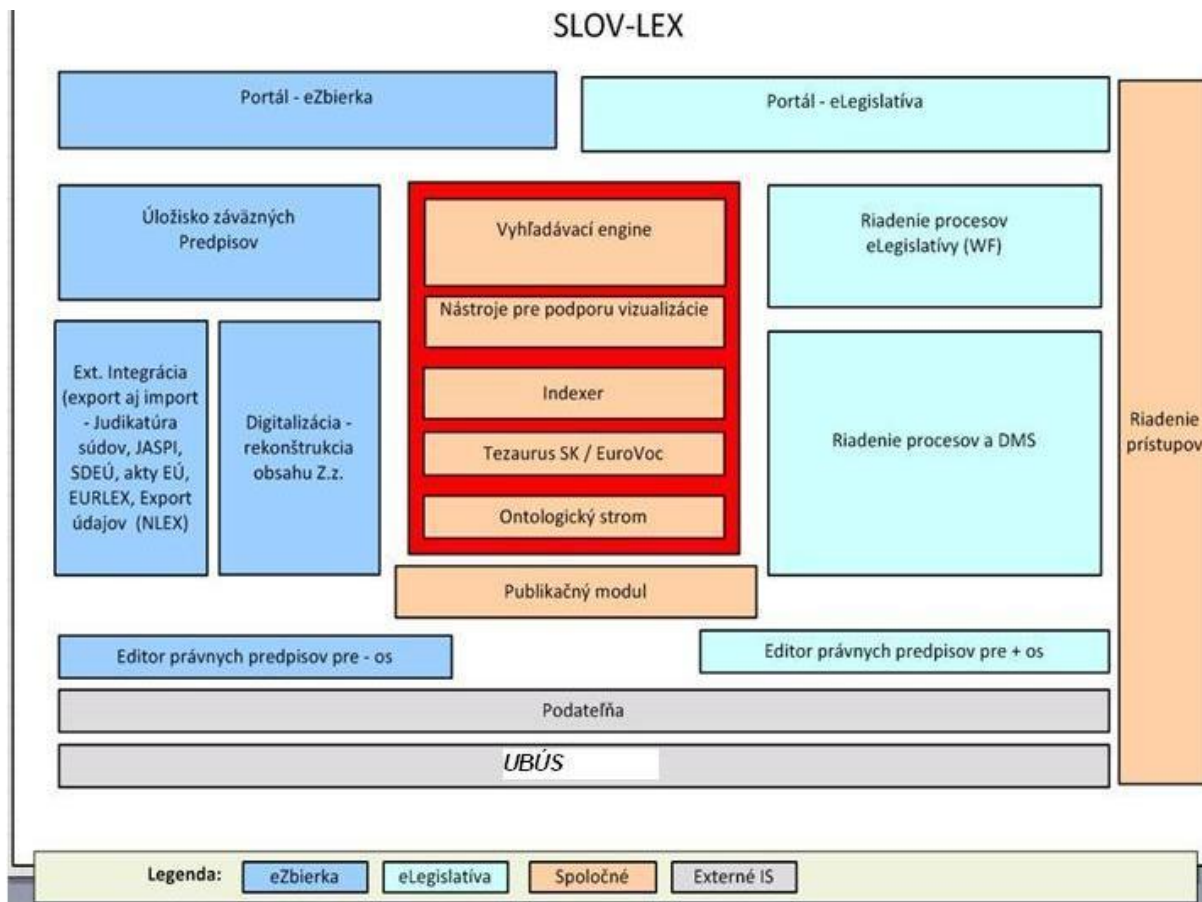 SLOV-LEX
Portál - eZbierka
Portál - eLegislatíva
Úložisko záväzných
Predpisov
Vyhľadávací engine
Riadenie procesov
eLegislatívy (WF)
Nástroje pre podporu vizualizácie
Ext. Integrácia
(export aj import
- Judikatúra
súdov, JASPI,
SDEÚ, akty EÚ,
EURLEX, Export
údajov (NLEX)
Digitalizácia -
rekonštrukcia
obsahu Z.z.
Indexer
Tezaurus SK / EuroVoc
Ontologický strom
Riadenie procesov a DMS
Riadenie
prístupov
Publikačný modul
Editor právnych predpisov pre - os
Editor právnych predpisov pre + os
Podateľňa
UBÚS
Legenda:
eZbierka
eLegislatíva
Spoločné
Externé IS